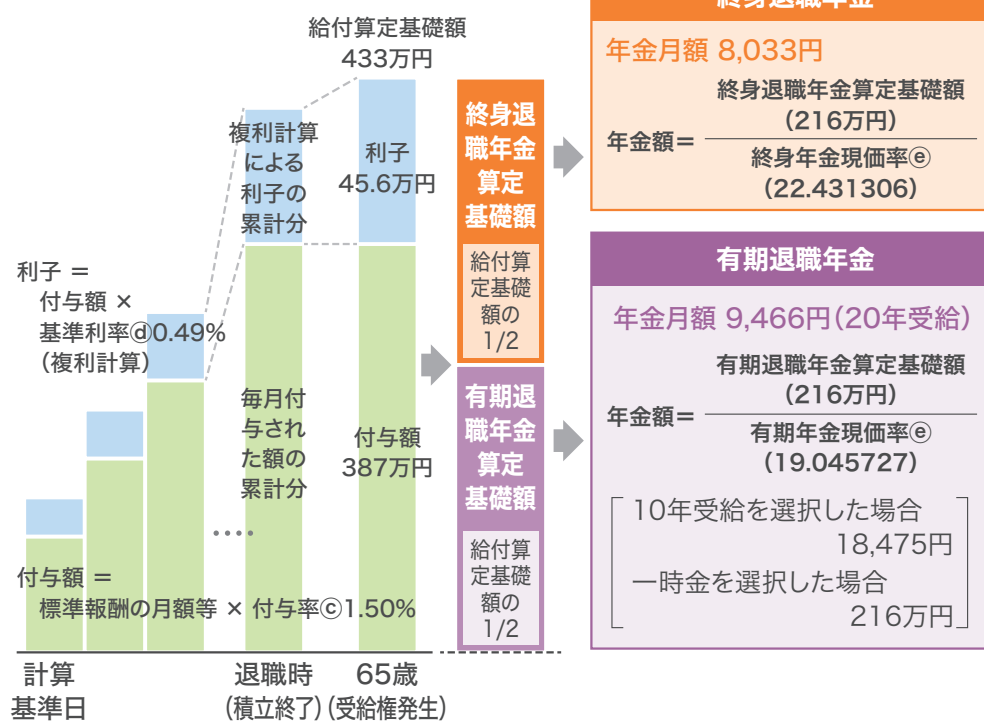 給付算定基礎額
433万円
複利計算
による
利子の
累計分
利子
45.6万円
利子 ＝
付与額 ×
基準利率ⓓ0.49%
（複利計算）
毎月付
与され
た額の
累計分
付与額
387万円
‥‥
付与額 ＝
標準報酬の月額等 × 付与率ⓒ1.50%
計算
基準日
退職時
（積立終了）
65歳
（受給権発生）
終身退
職年金
算定
基礎額
給付算
定基礎
額の
1/2
有期退
職年金
算定
基礎額
給付算
定基礎
額の
1/2
終身退職年金
年金月額 8,033円
年金額＝
終身退職年金算定基礎額
（216万円）
終身年金現価率ⓔ
（22.431306）
有期退職年金
年金月額 9,466円（20年受給）
年金額＝
有期退職年金算定基礎額
（216万円）
有期年金現価率ⓔ
（19.045727）
10年受給を選択した場合
18,475円
一時金を選択した場合
216万円